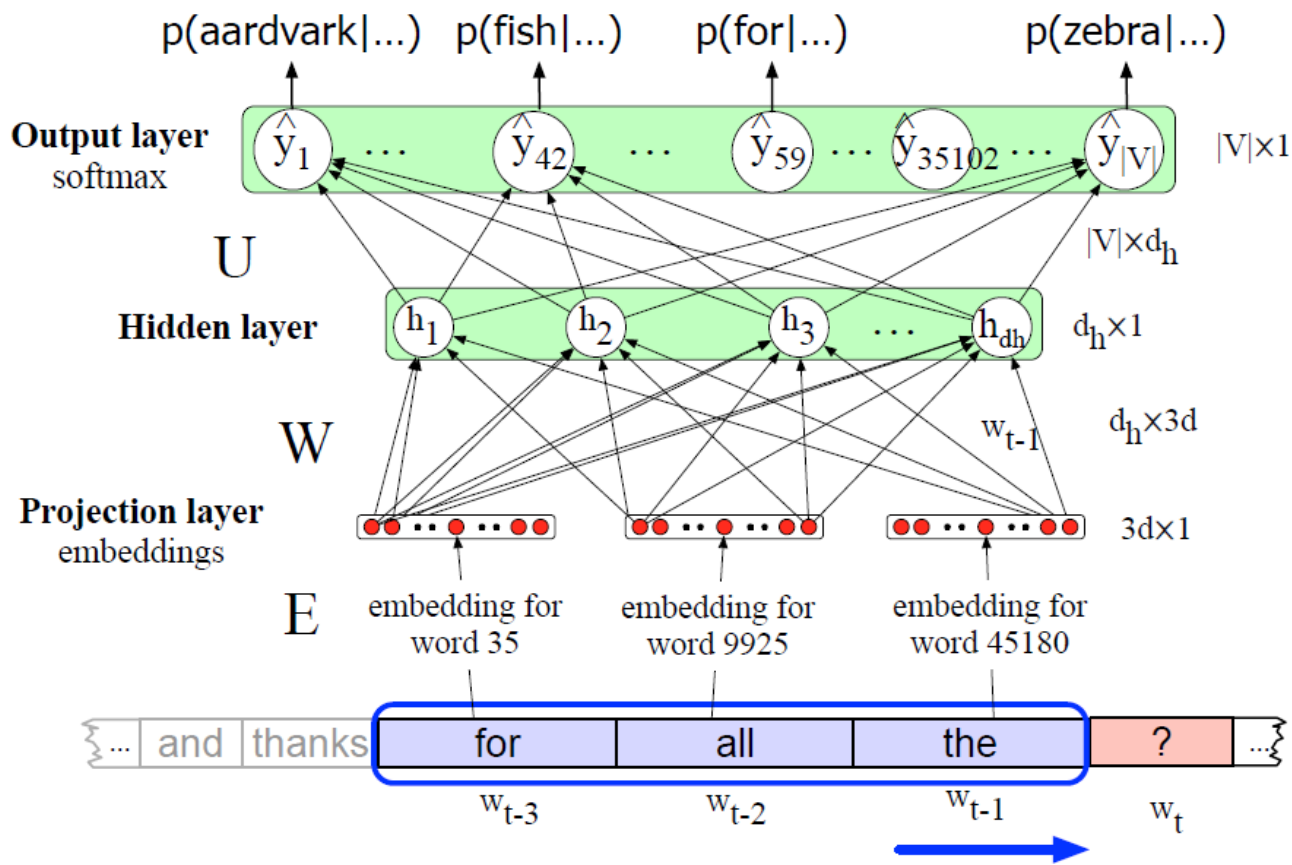 p(aardvark|...) p(fish|...) p(for|...) p(zebra|...)
Output layer
softmax
ŷ1 ... ŷ42 ... ŷ59 ... ŷ35102 ... ŷ|V|
|V|×1
U
|V|×dh
Hidden layer
h1 h2 h3 ... hdh
dh×1
W
wt-1
dh×3d
Projection layer
embeddings
.. .. .. .. .. ..
3d×1
E
embedding for
word 35
embedding for
word 9925
embedding for
word 45180
... and thanks for all the ? ...
wt-3 wt-2 wt-1 wt